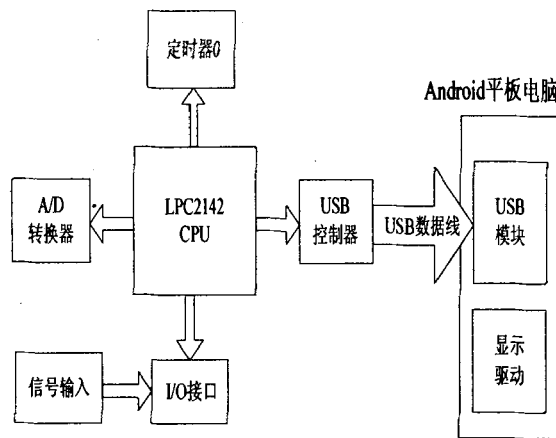 定时器0
Android平板电脑
A/D
转换器
LPC2142
CPU
USB
控制器
USB数据线
USB
模块
显示
驱动
信号输入
I/O接口